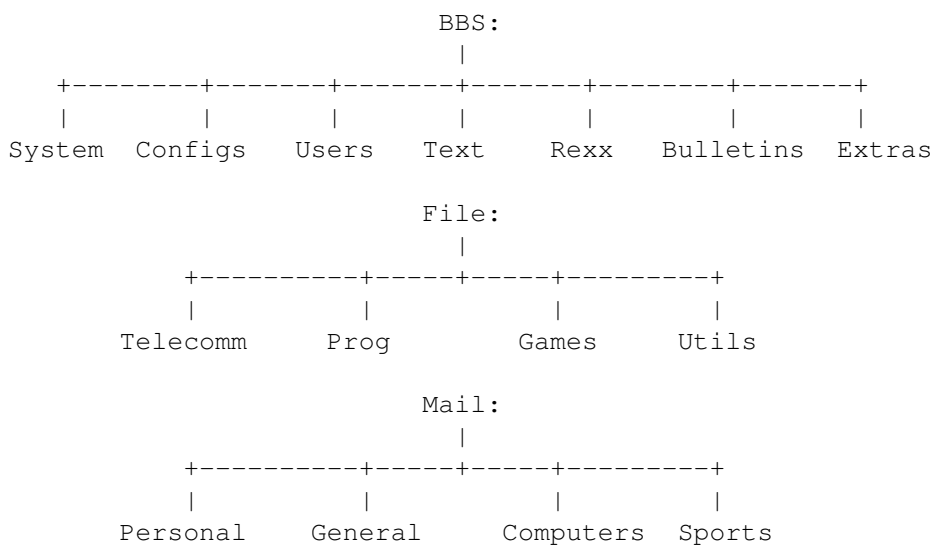 BBS:
System Configs Users Text Rexx Bulletins Extras
File:
Telecomm Prog Games Utils
Mail:
Personal General Computers Sports